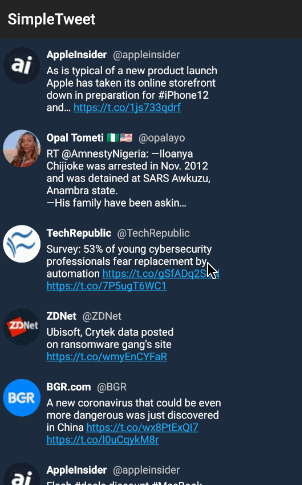 SimpleTweet
AppleInsider @appleinsider
ai
As is typical of a new product launch
Apple has taken its online storefront
down in preparation for #iPhone12
and... https://t.co/1js733qdrf
Opal Tometi 🇳🇬🇺🇸 @opalayo
RT @AmnestyNigeria: —Iloanya
Chijioke was arrested in Nov. 2012
and was detained at SARS Awkuzu,
Anambra state.
—His family have been askin...
TechRepublic @TechRepublic
Survey: 53% of young cybersecurity
professionals fear replacement by
automation
https://t.co/7P5ugT6WC1
ZDNet @ZDNet
ZDNet
Ubisoft, Crytek data posted
on ransomware gang's site
https://t.co/wmyEnCYFaR
BGR.com @BGR
BGR
A new coronavirus that could be even
more dangerous was just discovered
in China https://t.co/wx8PtExQI7
https://t.co/I0uCqykM8r
AppleInsider @appleinsider
ai